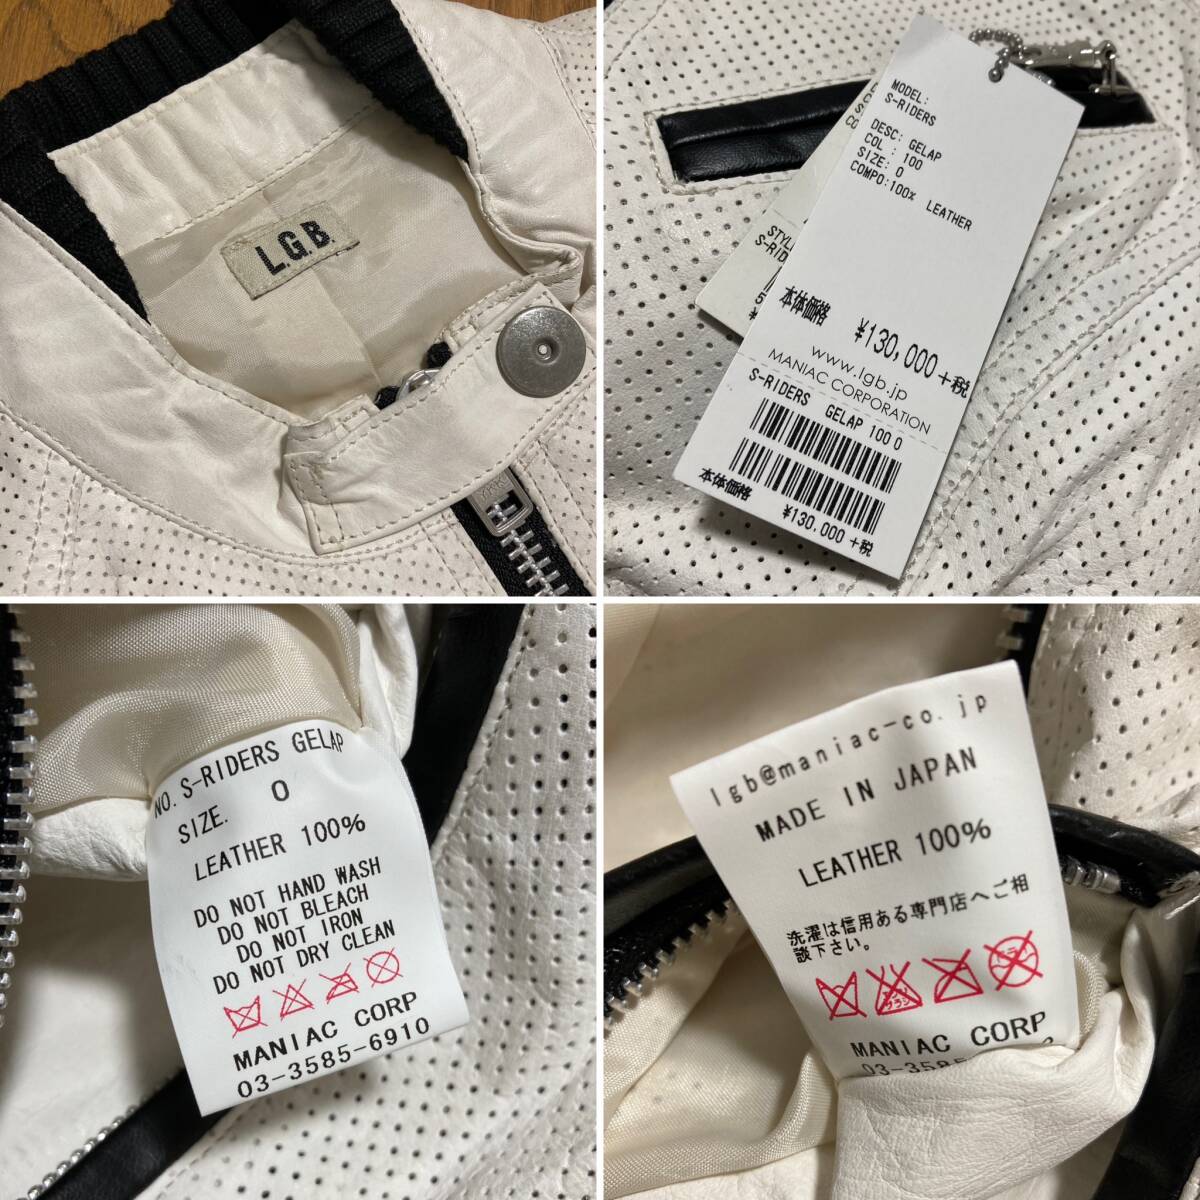 L.G.B.
YKK
MODEL:
S-RIDERS
DESC: GELAP
COL : 100
SIZE: 0
COMPO:100% LEATHER
本体価格 ¥130,000+税
www.lgb.jp
MANIAC CORPORATION
S-RIDERS GELAP 100 0
本体価格
¥130,000 +税
NO. S-RIDERS GELAP
SIZE. 0
LEATHER 100%
DO NOT HAND WASH
DO NOT BLEACH
DO NOT IRON
DO NOT DRY CLEAN
MANIAC CORP
03-3585-6910
lgb@maniac-co.jp
MADE IN JAPAN
LEATHER 100%
洗濯は信用ある専門店へご相
談下さい。
MANIAC CORP